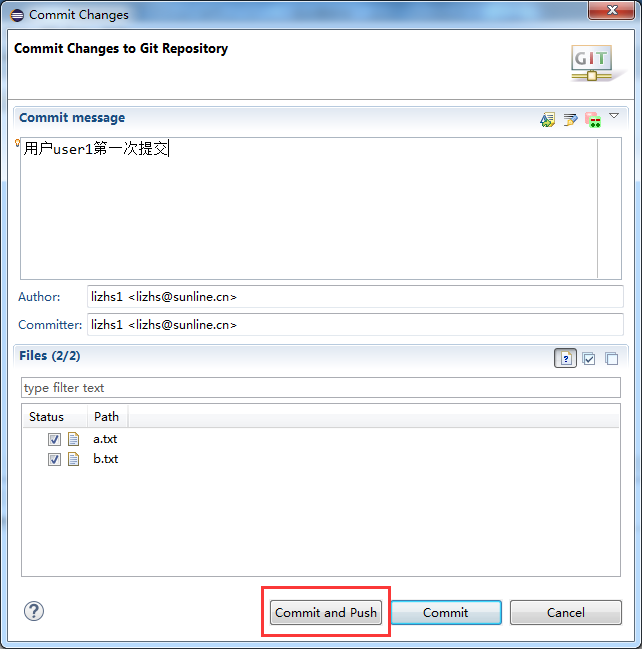 Commit Changes
Commit Changes to Git Repository
GIT
Commit message
用户user1第一次提交
Author: lizhs1 <lizhs@sunline.cn>
Committer: lizhs1 <lizhs@sunline.cn>
Files (2/2)
type filter text
Status Path
a.txt
b.txt
Commit and Push Commit Cancel